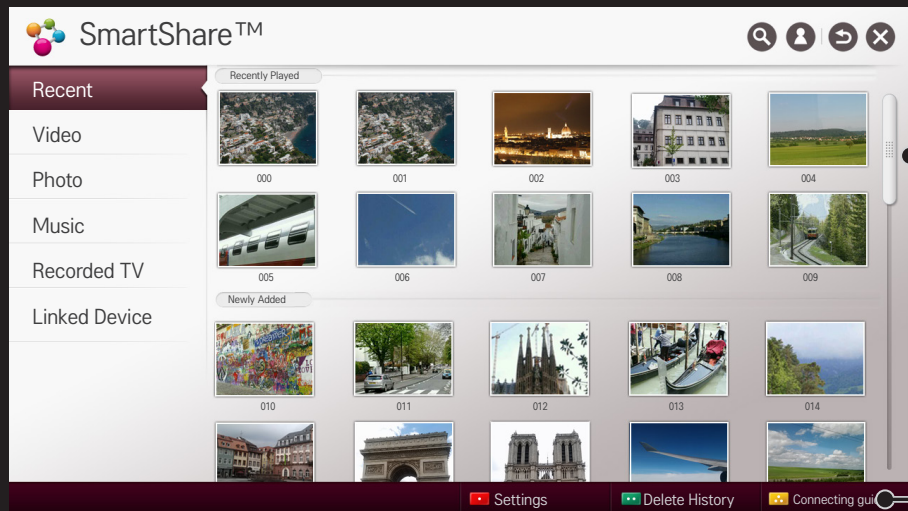 SmartShare™
Recent
Video
Photo
Music
Recorded TV
Linked Device
Recently Played
000
001
002
003
004
005
006
007
008
009
Newly Added
010
011
012
013
014
Settings
Delete History
Connecting